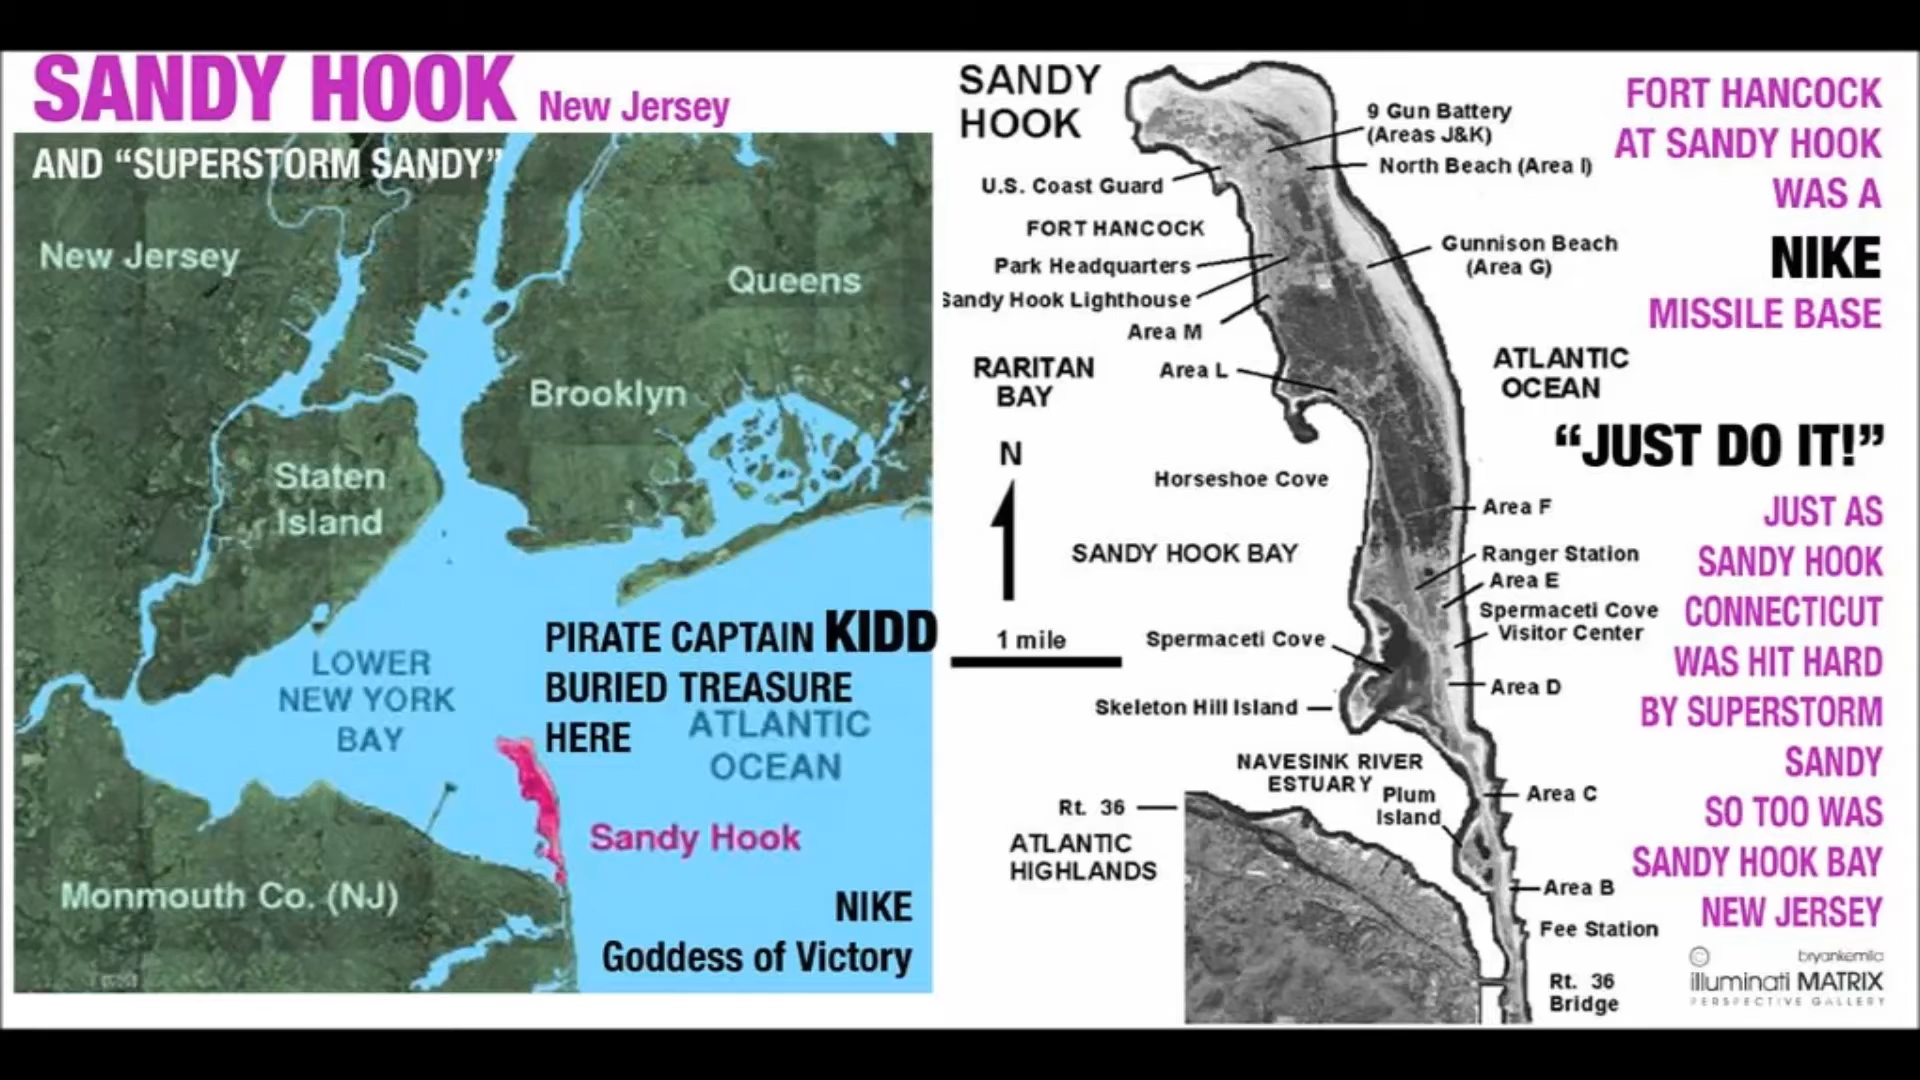 SANDY HOOK New Jersey
AND “SUPERSTORM SANDY”
New Jersey
Queens
Brooklyn
Staten
Island
LOWER
NEW YORK
BAY
PIRATE CAPTAIN KIDD
BURIED TREASURE
HERE
ATLANTIC
OCEAN
Sandy Hook
Monmouth Co. (NJ)
NIKE
Goddess of Victory
SANDY
HOOK
9 Gun Battery
(Areas J&K)
North Beach (Area I)
U.S. Coast Guard
FORT HANCOCK
Park Headquarters
Sandy Hook Lighthouse
Area M
Gunnison Beach
(Area G)
RARITAN
BAY
Area L
ATLANTIC
OCEAN
N
Horseshoe Cove
Area F
SANDY HOOK BAY
Ranger Station
Area E
Spermaceti Cove
Visitor Center
1 mile
Spermaceti Cove
Area D
Skeleton Hill Island
NAVESINK RIVER
ESTUARY
Plum
Island
Area C
Rt. 36
ATLANTIC
HIGHLANDS
Area B
Fee Station
Rt. 36
Bridge
FORT HANCOCK
AT SANDY HOOK
WAS A
NIKE
MISSILE BASE
“JUST DO IT!”
JUST AS
SANDY HOOK
CONNECTICUT
WAS HIT HARD
BY SUPERSTORM
SANDY
SO TOO WAS
SANDY HOOK BAY
NEW JERSEY
© bryankemila
illuminati MATRIX
PERSPECTIVE GALLERY